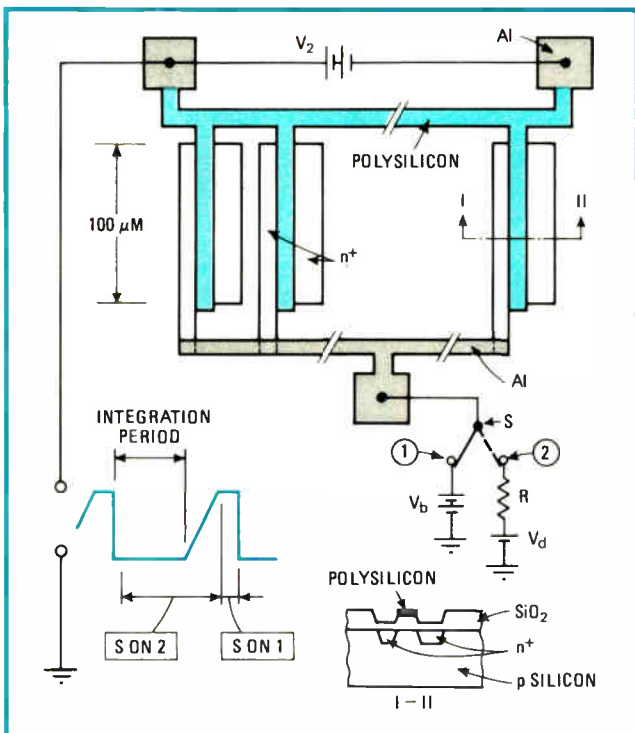 V2
Al
POLYSILICON
100 μM
n+
I
II
Al
INTEGRATION
PERIOD
S
1
2
Vb
R
Vd
S ON 2
S ON 1
POLYSILICON
SiO2
n+
p SILICON
I – II